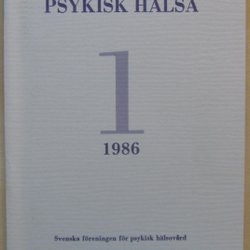 PSYKISK HÄLSA
1
1986
Svenska föreningen för psykisk hälsovård